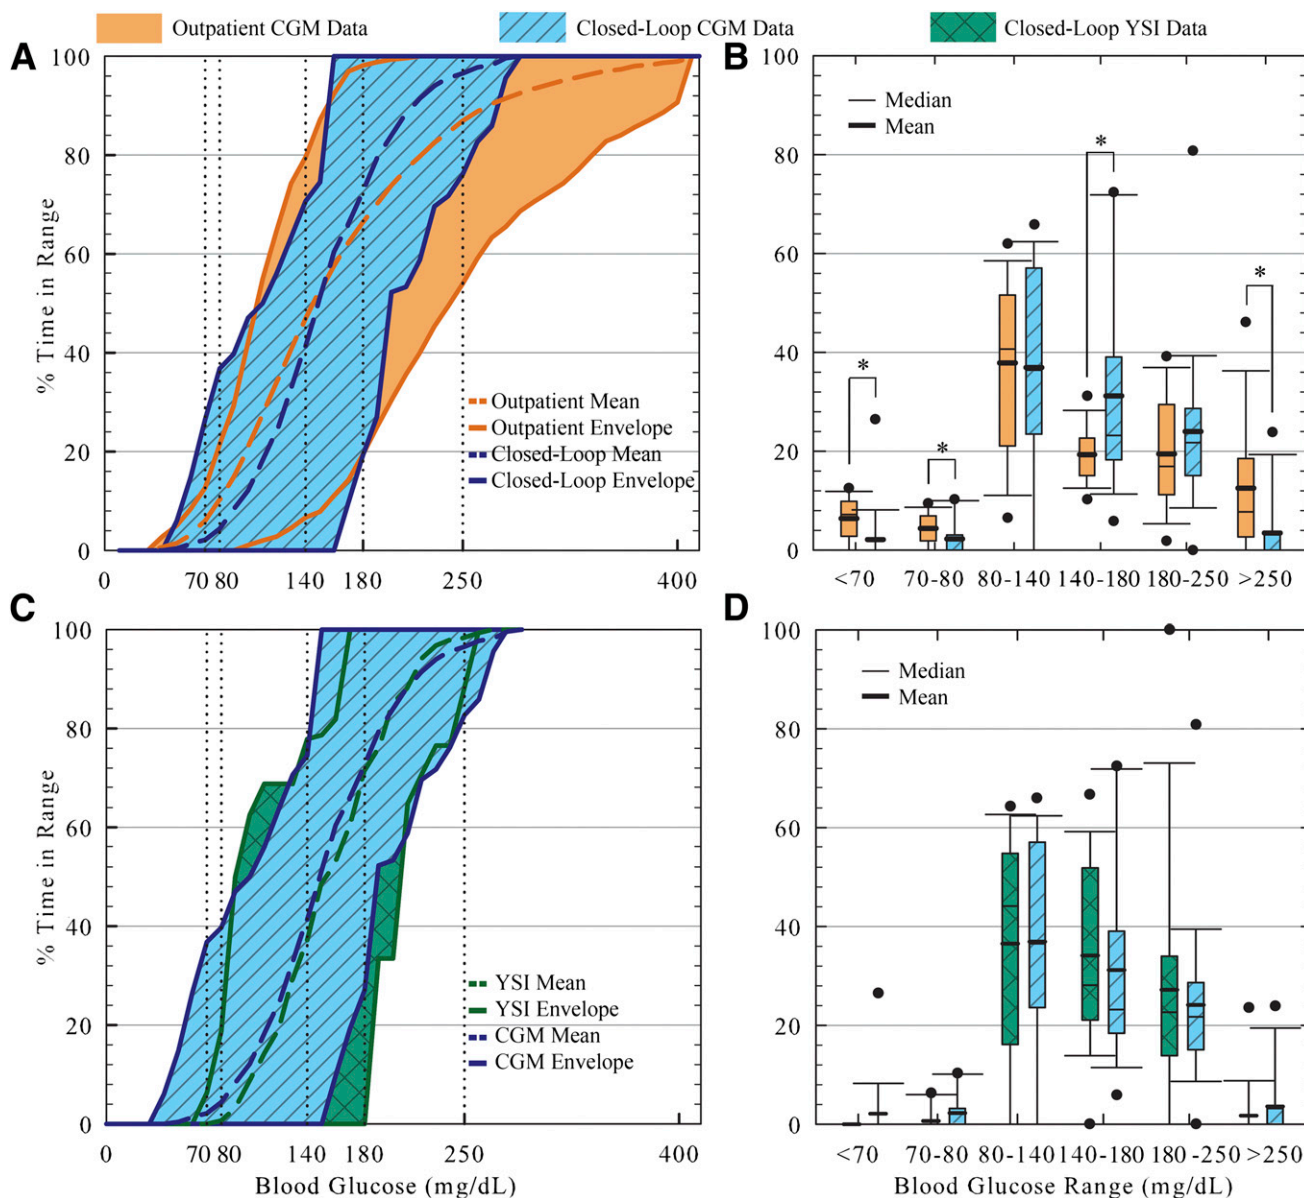 Outpatient CGM Data
Closed-Loop CGM Data
Closed-Loop YSI Data
A
B
% Time in Range
100
80
60
40
20
0
Outpatient Mean
Outpatient Envelope
Closed-Loop Mean
Closed-Loop Envelope
0 70 80 140 180 250 400
100
80
60
40
20
0
Median
Mean
*
*
*
*
<70 70-80 80-140 140-180 180-250 >250
C
D
% Time in Range
100
80
60
40
20
0
YSI Mean
YSI Envelope
CGM Mean
CGM Envelope
0 70 80 140 180 250 400
Blood Glucose (mg/dL)
100
80
60
40
20
0
Median
Mean
<70 70-80 80-140 140-180 180 -250 >250
Blood Glucose Range (mg/dL)